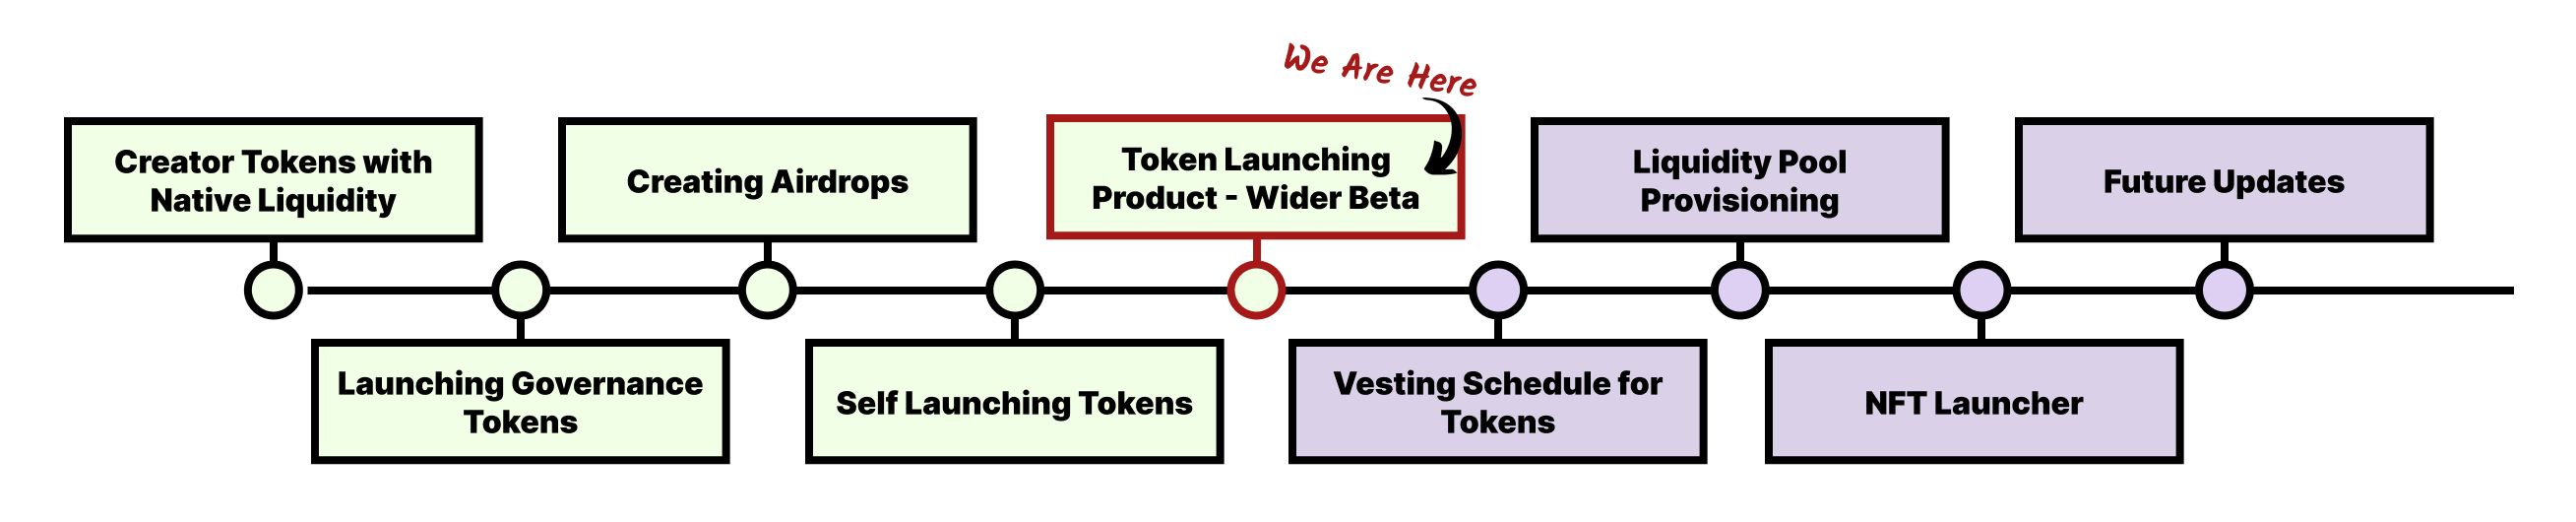 We Are Here
Creator Tokens with
Native Liquidity
Creating Airdrops
Token Launching
Product - Wider Beta
Liquidity Pool
Provisioning
Future Updates
Launching Governance
Tokens
Self Launching Tokens
Vesting Schedule for
Tokens
NFT Launcher